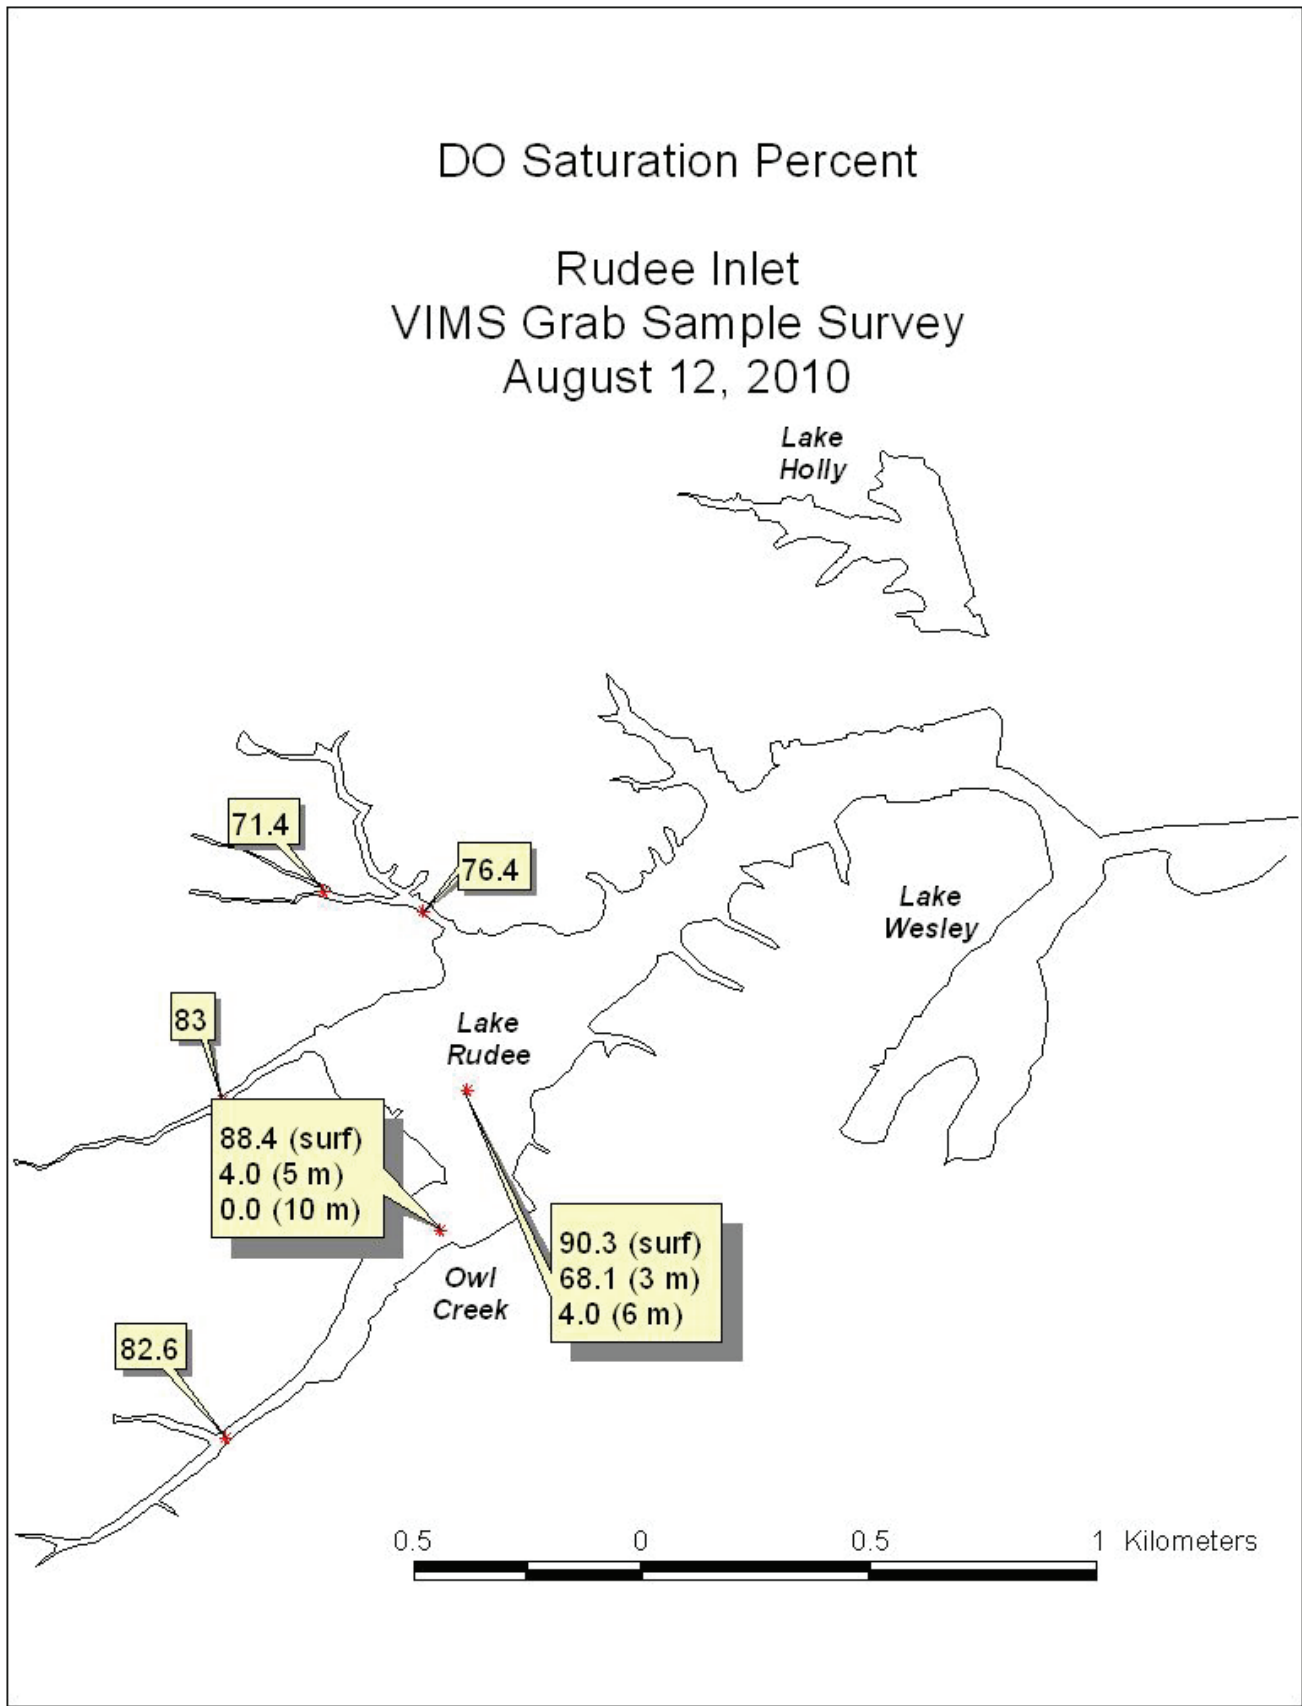 DO Saturation Percent
Rudee Inlet
VIMS Grab Sample Survey
August 12, 2010
Lake
Holly
71.4
76.4
Lake
Wesley
83
Lake
Rudee
88.4 (surf)
4.0 (5 m)
0.0 (10 m)
90.3 (surf)
68.1 (3 m)
4.0 (6 m)
Owl
Creek
82.6
0.5 0 0.5 1 Kilometers